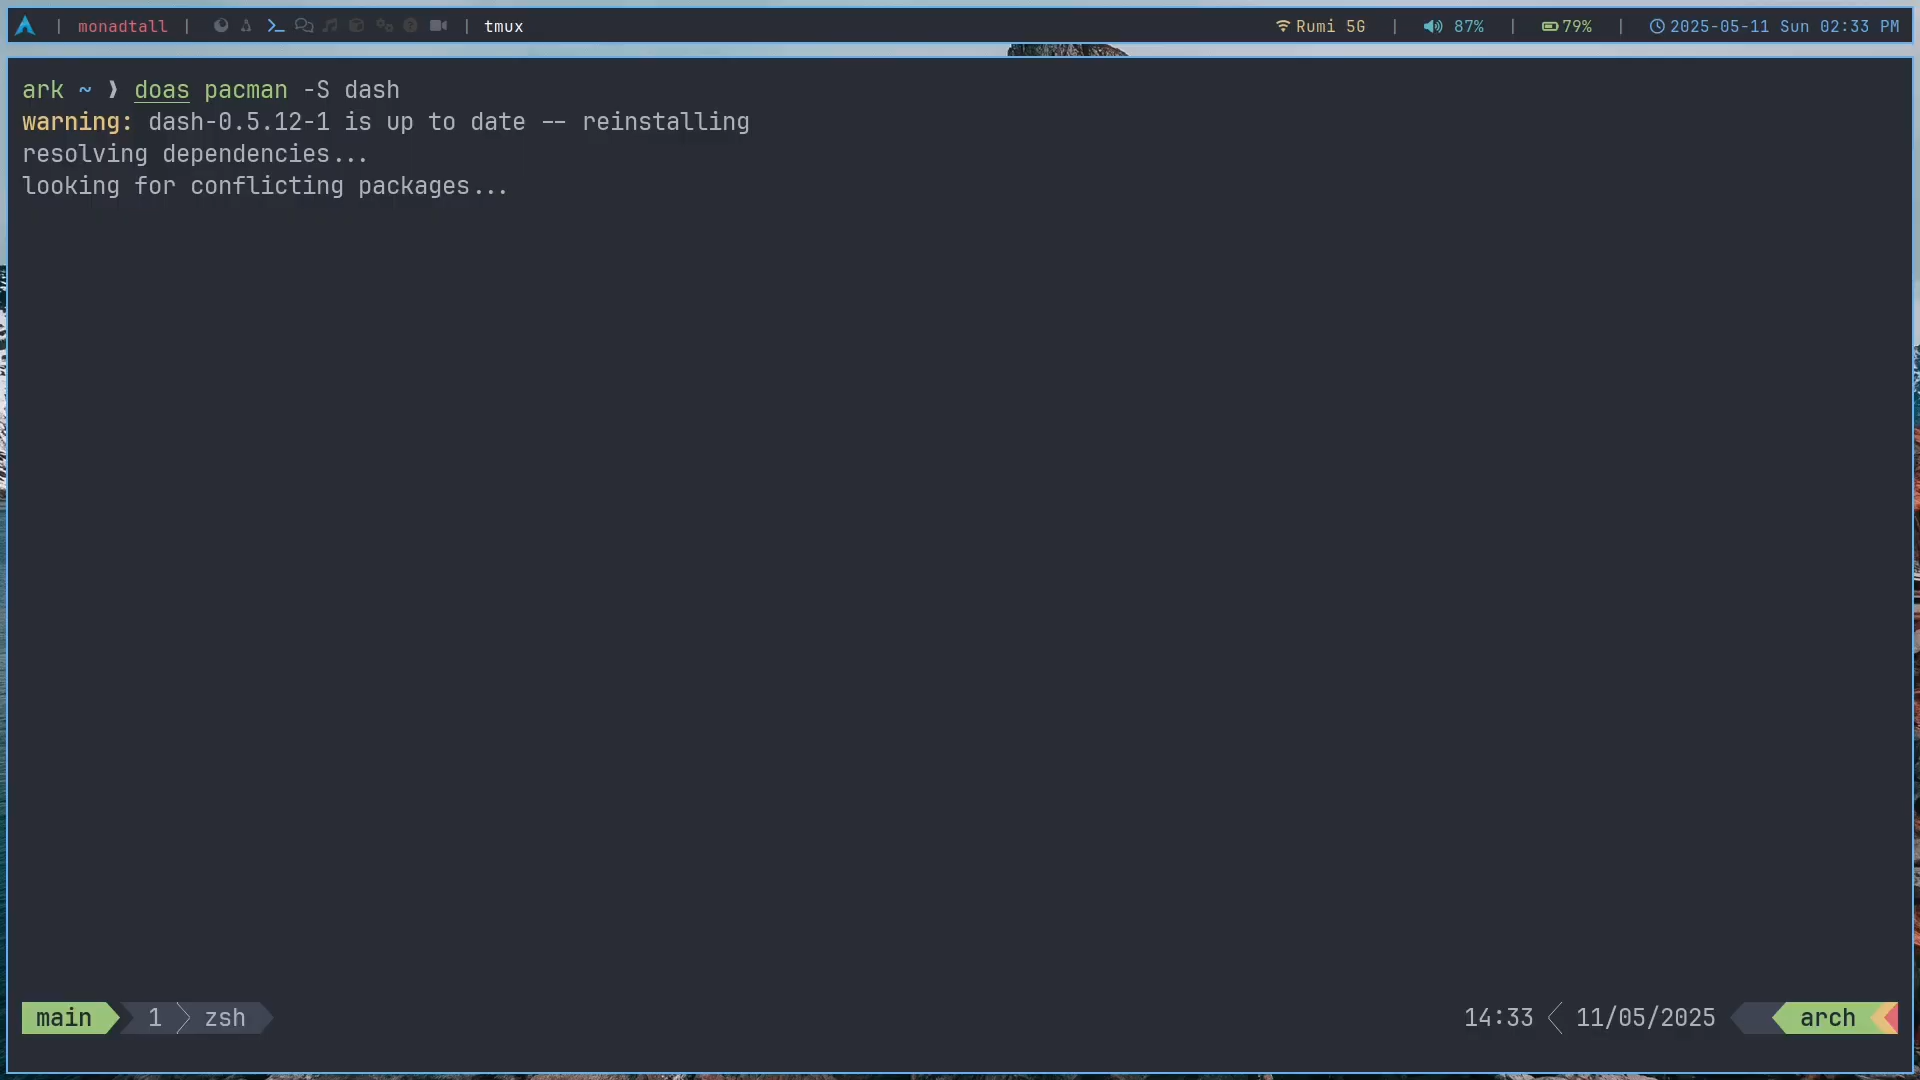 | monadtall | | tmux Rumi 5G | 87% | 79% | 2025-05-11 Sun 02:33 PM
ark ~ ❱ doas pacman -S dash
warning: dash-0.5.12-1 is up to date -- reinstalling
resolving dependencies...
looking for conflicting packages...
main 1 zsh 14:33 11/05/2025 arch